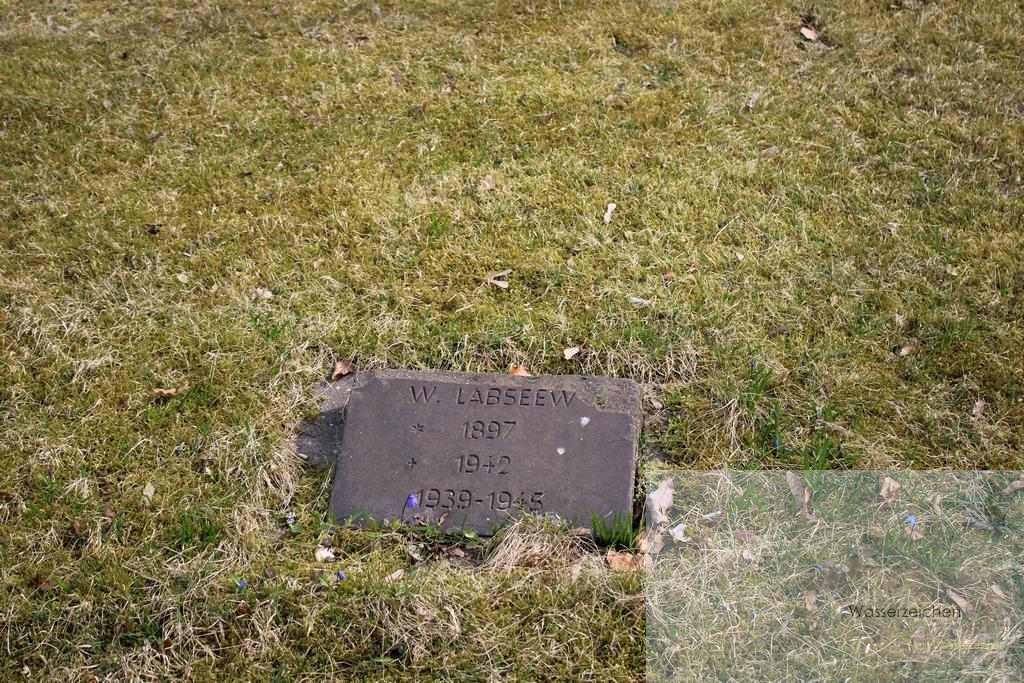 W. LABSEEW
* 1897
+ 1942
1939-1945
Wasserzeichen